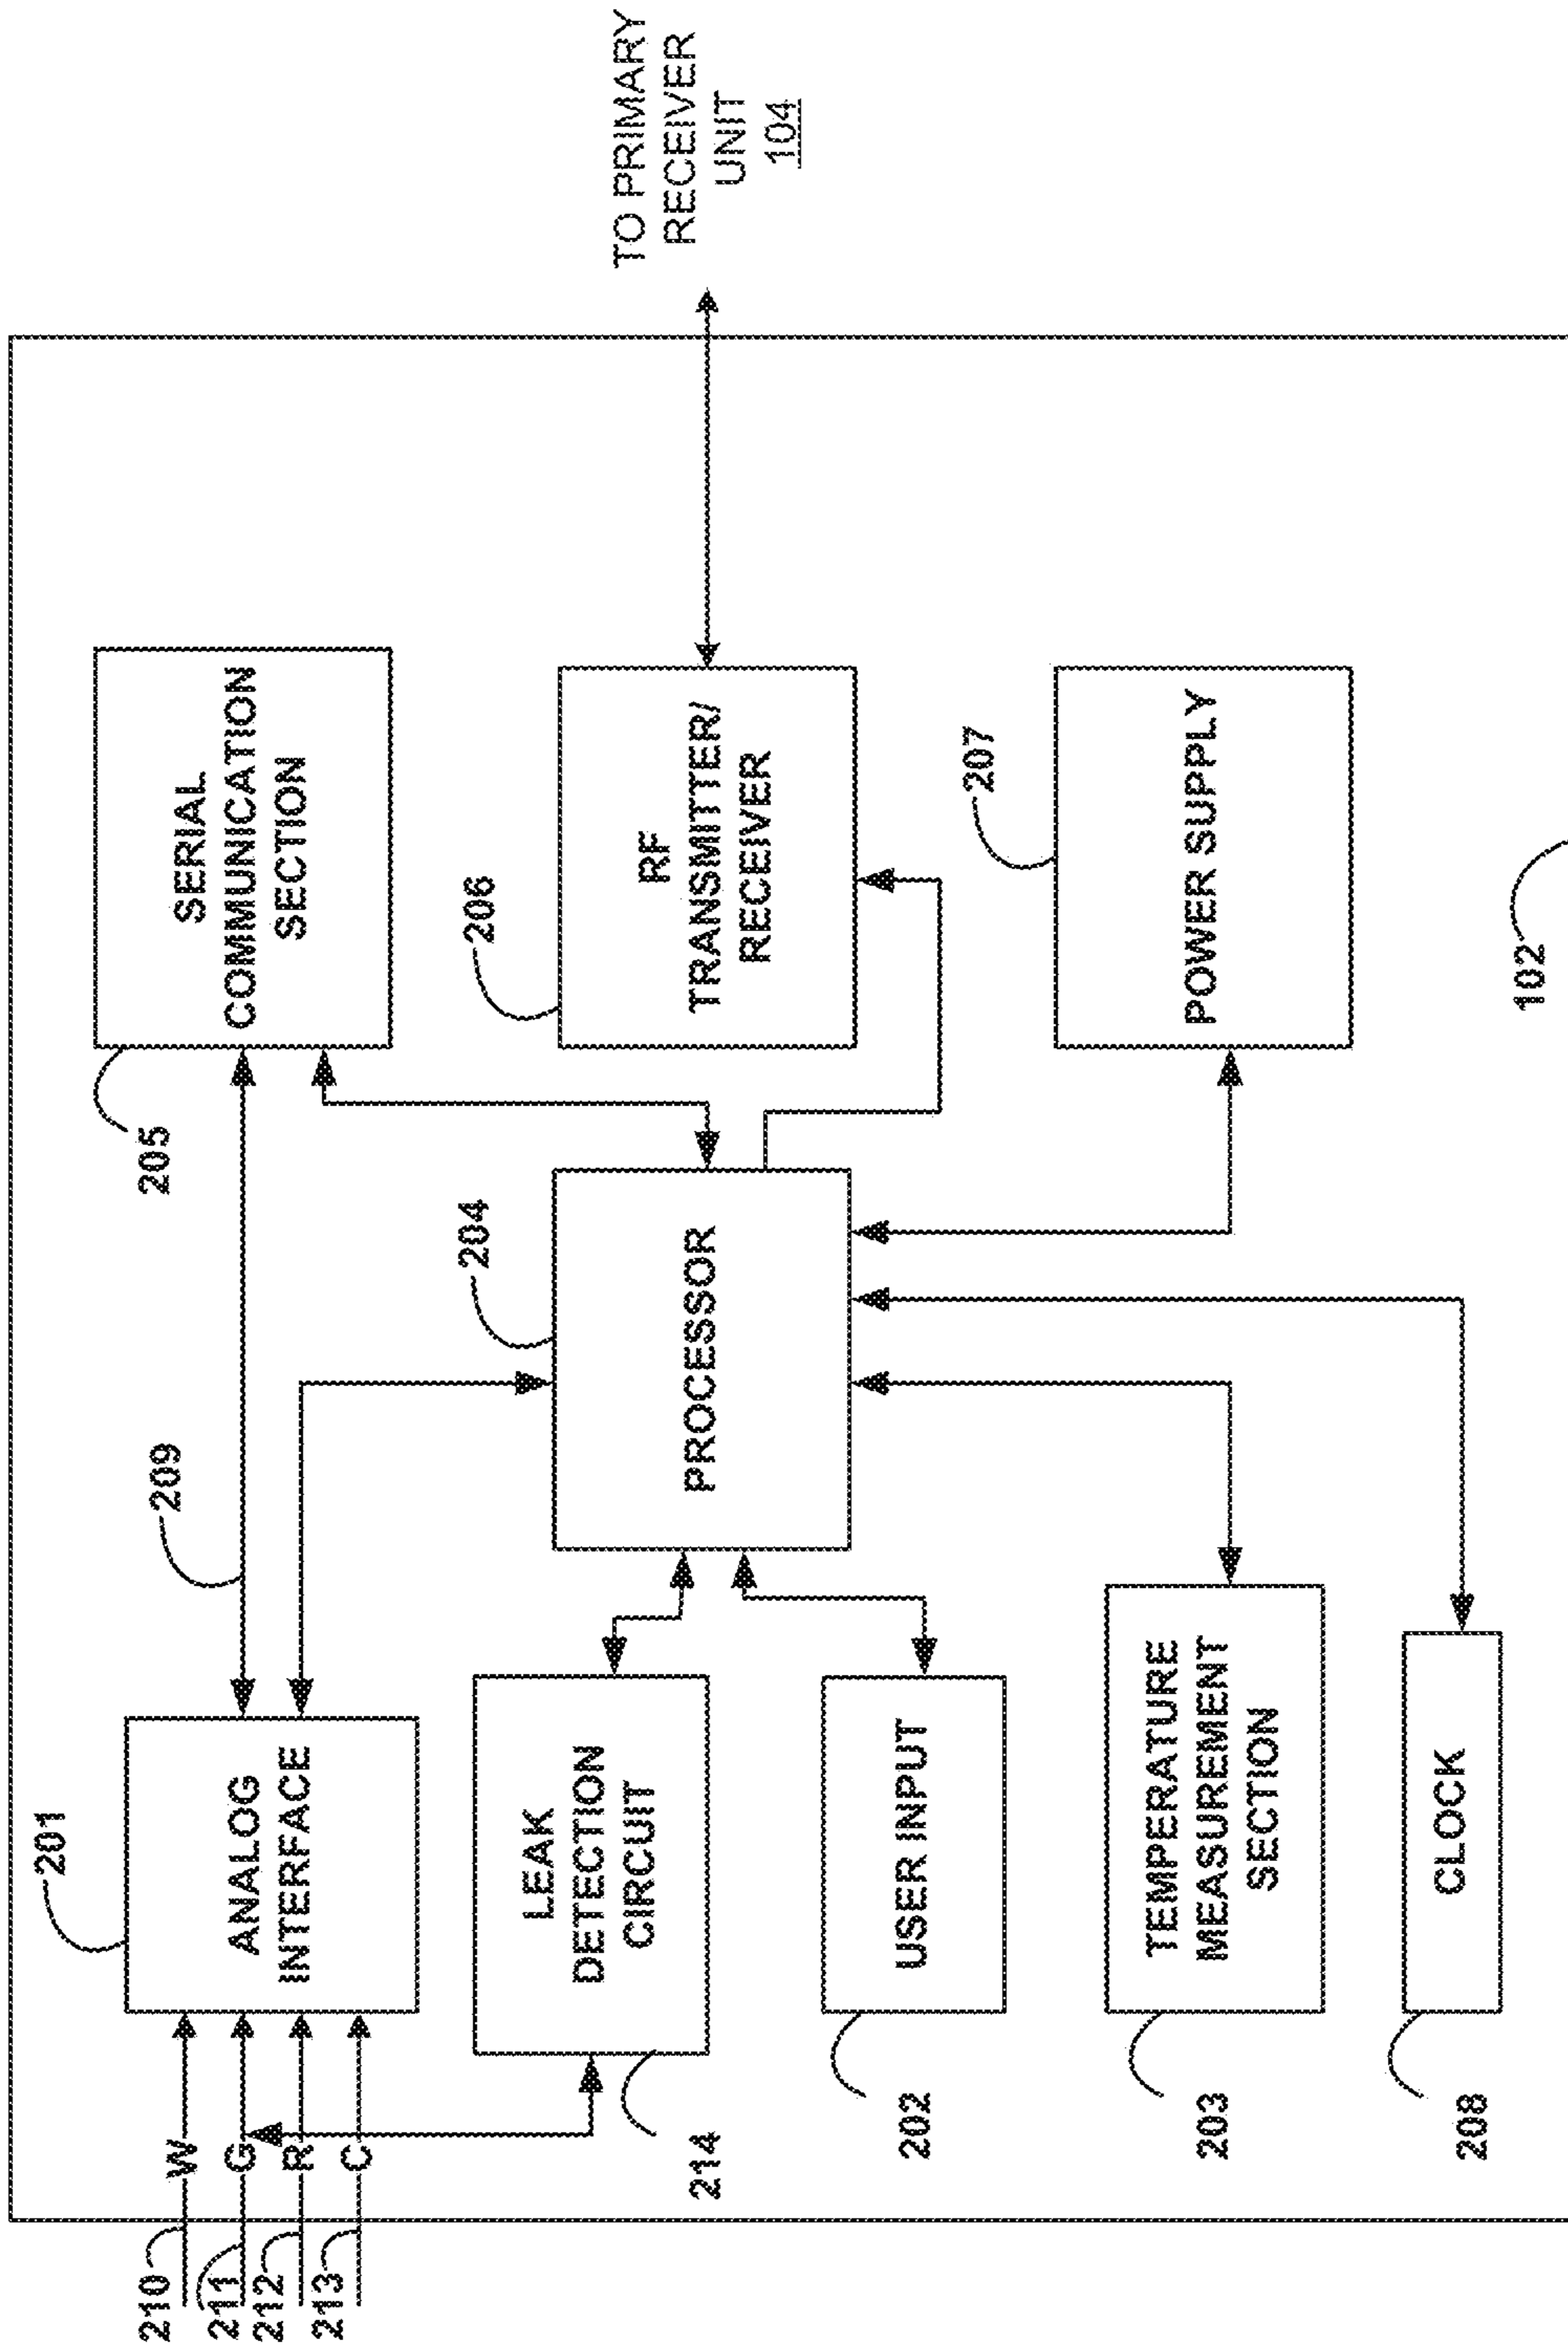 201
209
205
ANALOG
INTERFACE
SERIAL
COMMUNICATION
SECTION
210
W
211
G
212
R
213
C
204
206
LEAK
DETECTION
CIRCUIT
PROCESSOR
RF
TRANSMITTER/
RECEIVER
TO PRIMARY
RECEIVER
UNIT
104
214
USER INPUT
202
207
TEMPERATURE
MEASUREMENT
SECTION
203
POWER SUPPLY
CLOCK
208
102